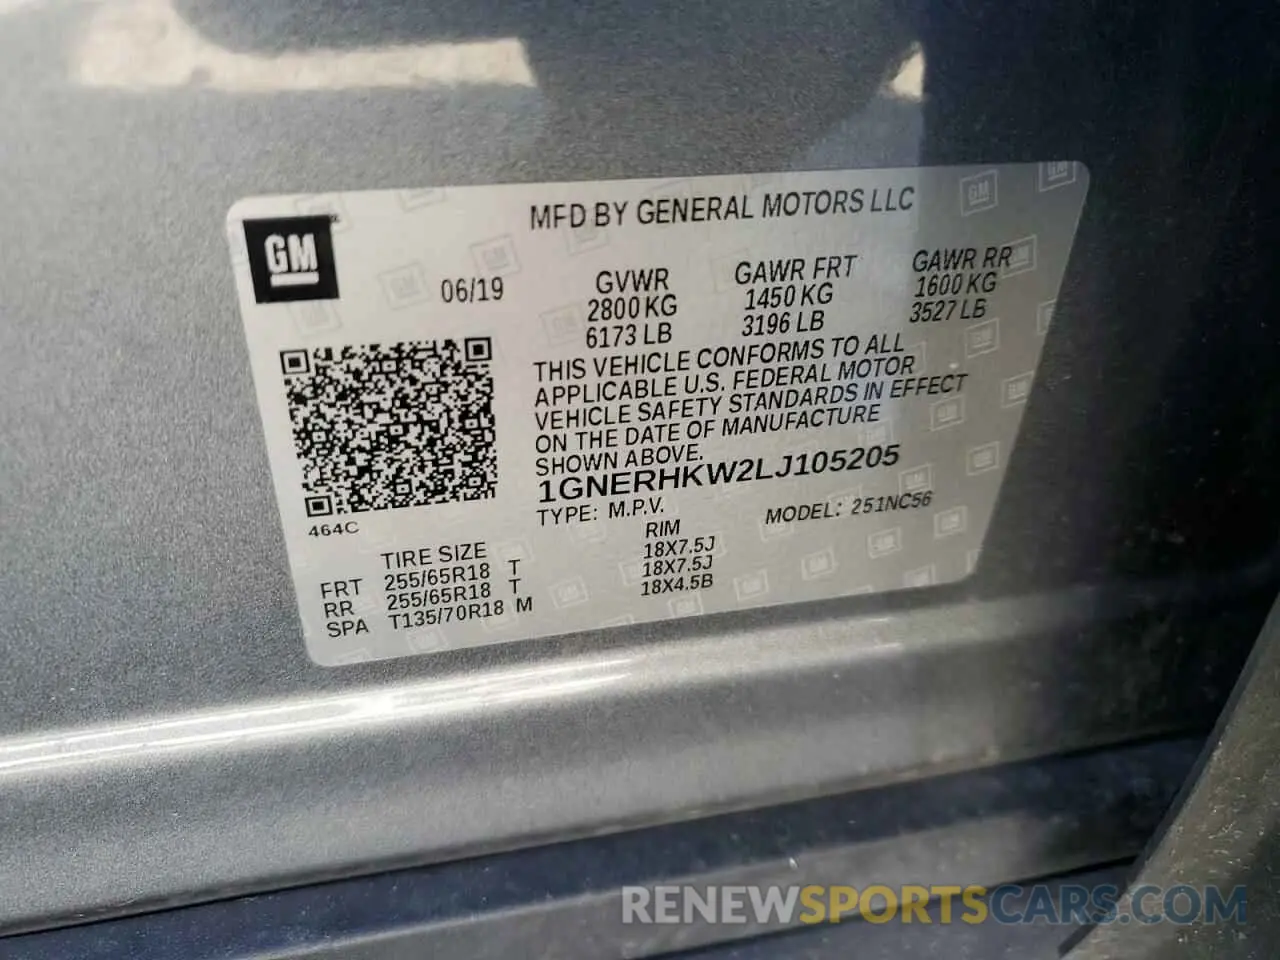 MFD BY GENERAL MOTORS LLC
GM
06/19
GVWR
2800 KG
6173 LB
GAWR FRT
1450 KG
3196 LB
GAWR RR
1600 KG
3527 LB
THIS VEHICLE CONFORMS TO ALL
APPLICABLE U.S. FEDERAL MOTOR
VEHICLE SAFETY STANDARDS IN EFFECT
ON THE DATE OF MANUFACTURE
SHOWN ABOVE.
1GNERHKW2LJ105205
TYPE: M.P.V.
MODEL: 251NC56
464C
TIRE SIZE
RIM
FRT 255/65R18 T 18X7.5J
RR 255/65R18 T 18X7.5J
SPA T135/70R18 M 18X4.5B
RENEWSPORTSCARS.COM